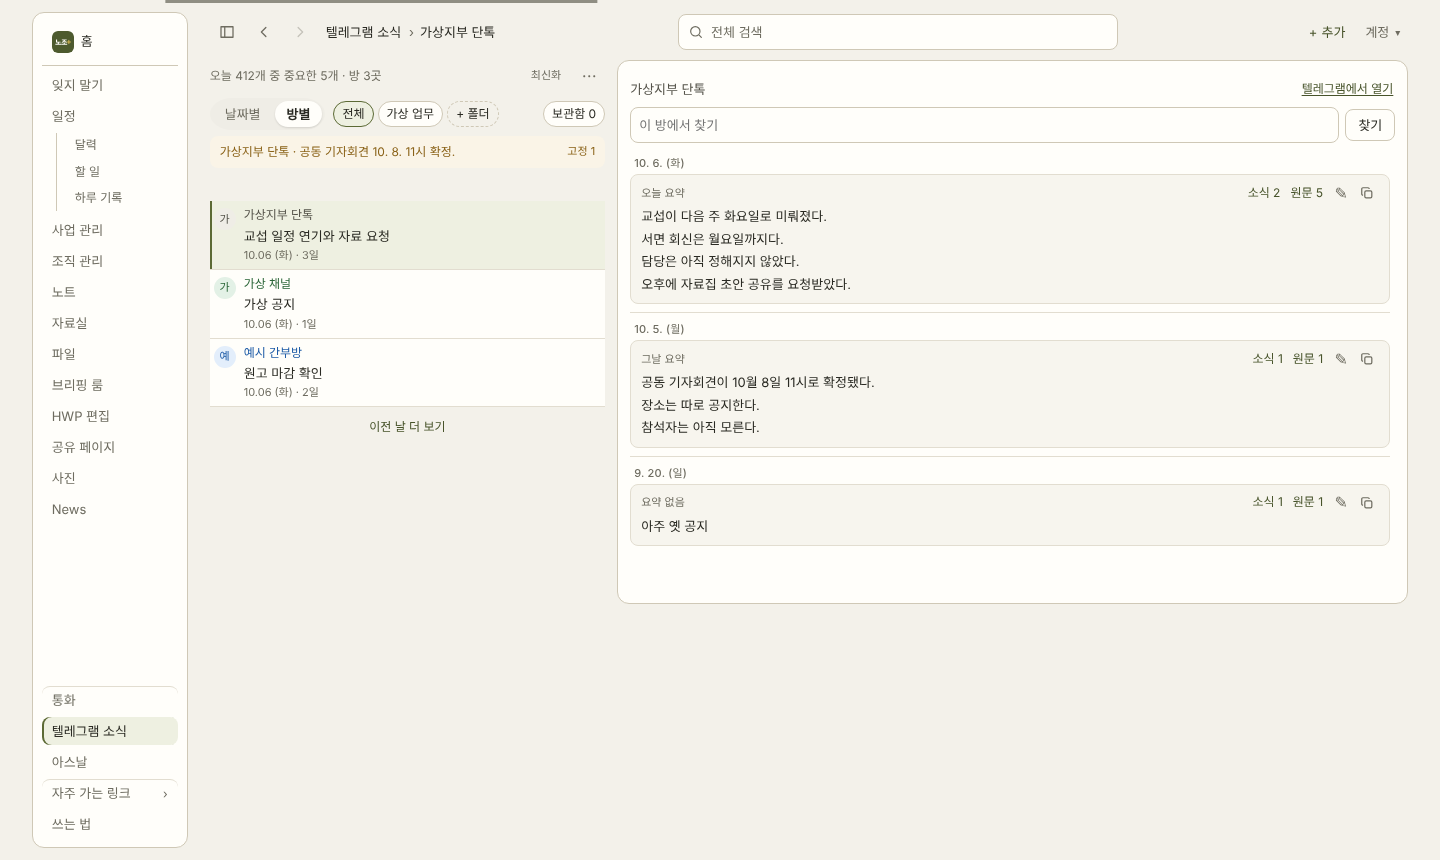 노조+ 홈
잊지 말기
일정
달력
할 일
하루 기록
사업 관리
조직 관리
노트
자료실
파일
브리핑 룸
HWP 편집
공유 페이지
사진
News
통화
텔레그램 소식
아스날
자주 가는 링크 ›
쓰는 법
텔레그램 소식 › 가상지부 단톡
전체 검색
+ 추가 계정 ▾
오늘 412개 중 중요한 5개 · 방 3곳 최신화 ···
날짜별 방별 전체 가상 업무 + 폴더 보관함 0
가상지부 단톡 · 공동 기자회견 10. 8. 11시 확정. 고정 1
가 가상지부 단톡
교섭 일정 연기와 자료 요청
10.06 (화) · 3일
가 가상 채널
가상 공지
10.06 (화) · 1일
예 예시 간부방
원고 마감 확인
10.06 (화) · 2일
이전 날 더 보기
가상지부 단톡 텔레그램에서 열기
이 방에서 찾기 찾기
10. 6. (화)
오늘 요약 소식 2 원문 5
교섭이 다음 주 화요일로 미뤄졌다.
서면 회신은 월요일까지다.
담당은 아직 정해지지 않았다.
오후에 자료집 초안 공유를 요청받았다.
10. 5. (월)
그날 요약 소식 1 원문 1
공동 기자회견이 10월 8일 11시로 확정됐다.
장소는 따로 공지한다.
참석자는 아직 모른다.
9. 20. (일)
요약 없음 소식 1 원문 1
아주 옛 공지